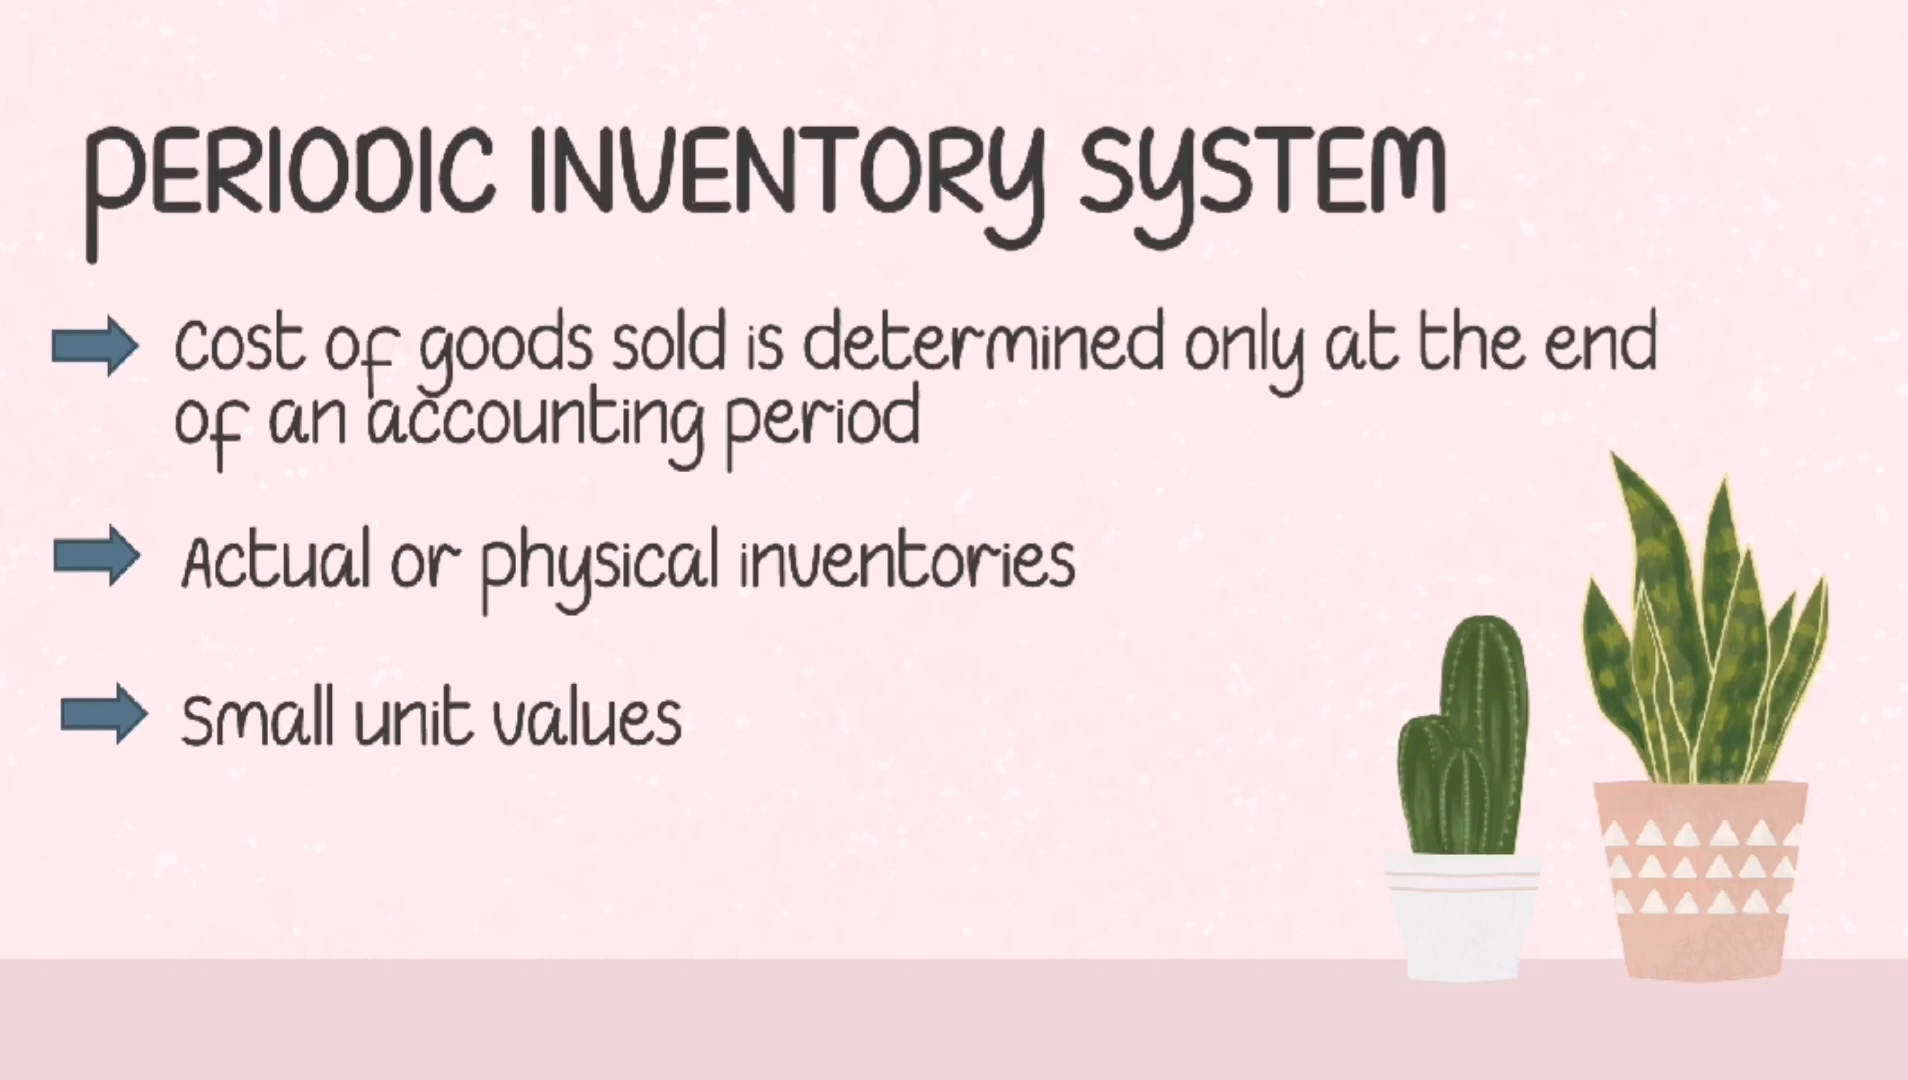 PERIODIC INVENTORY SYSTEM
Cost of goods sold is determined only at the end
of an accounting period
Actual or physical inventories
Small unit values